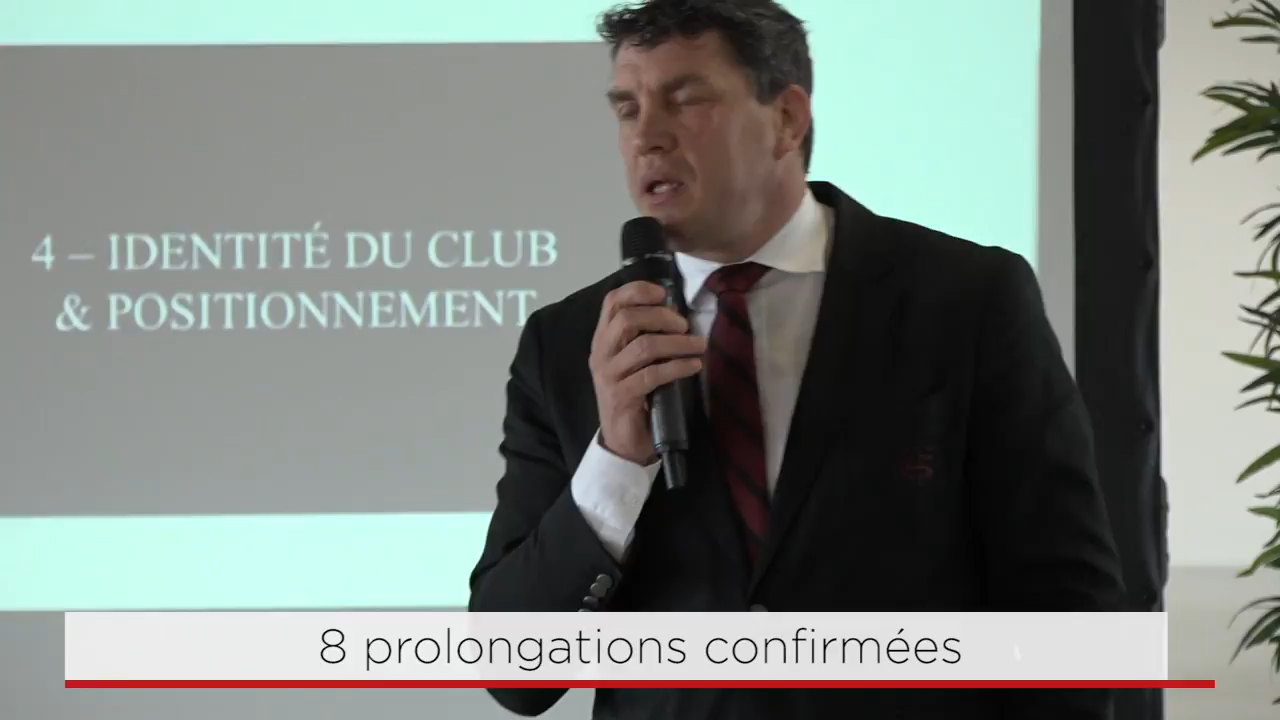 4 – IDENTITÉ DU CLUB
& POSITIONNEMENT
8 prolongations confirmées